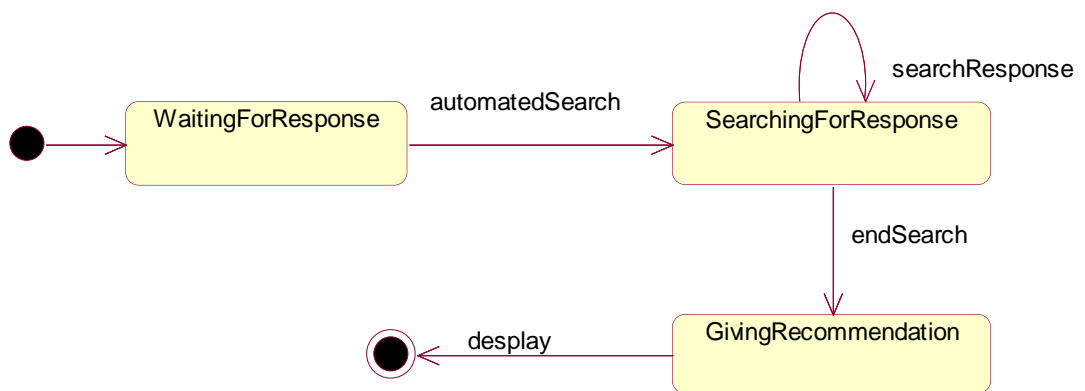 WaitingForResponse
automatedSearch
SearchingForResponse
searchResponse
endSearch
GivingRecommendation
desplay